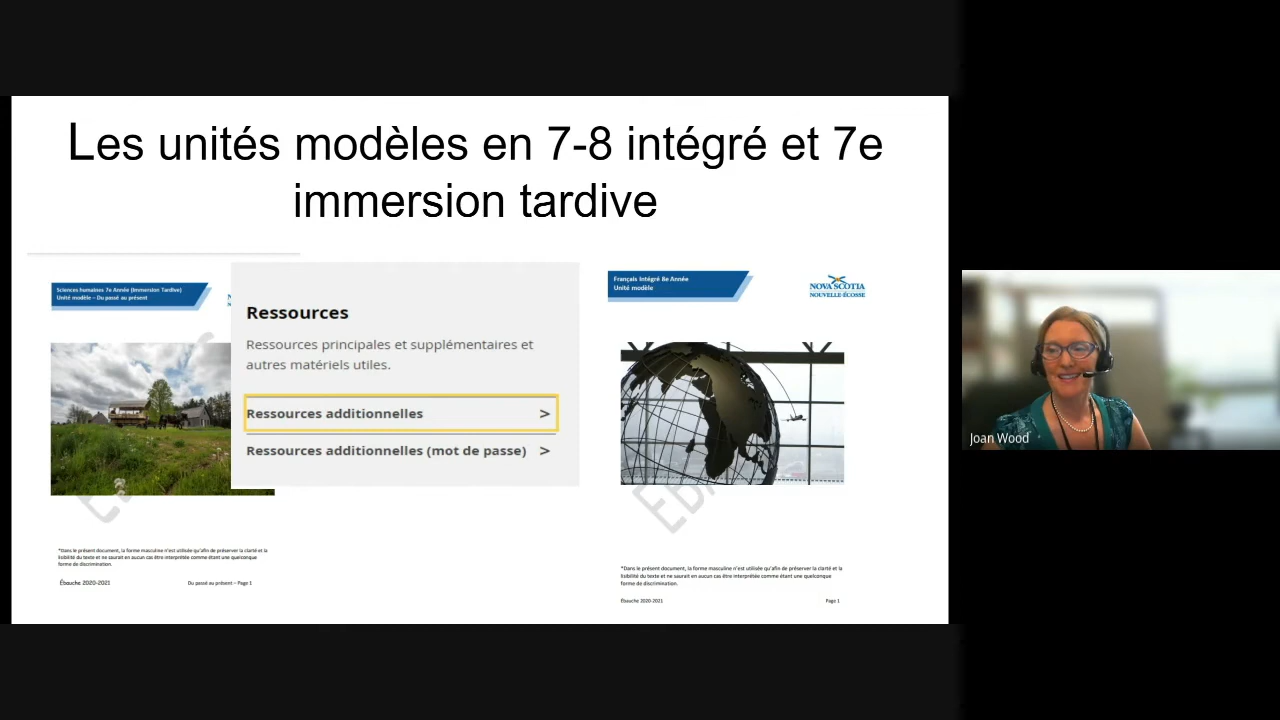 Les unités modèles en 7-8 intégré et 7e
immersion tardive
Sciences humaines 7e Année (Immersion Tardive)
Unité modèle – Du passé au présent
Ressources
Ressources principales et supplémentaires et
autres matériels utiles.
Ressources additionnelles >
Ressources additionnelles (mot de passe) >
*Dans le présent document, la forme masculine n'est utilisée qu'afin de préserver la clarté et la
lisibilité du texte et ne saurait en aucun cas être interprétée comme étant une quelconque
forme de discrimination.
Ébauche 2020-2021
Du passé au présent – Page 1
Français Intégré 8e Année
Unité modèle
NOVA SCOTIA
NOUVELLE-ÉCOSSE
*Dans le présent document, la forme masculine n'est utilisée qu'afin de préserver la clarté et la
lisibilité du texte et ne saurait en aucun cas être interprétée comme étant une quelconque
forme de discrimination.
Ébauche 2020-2021
Page 1
Joan Wood